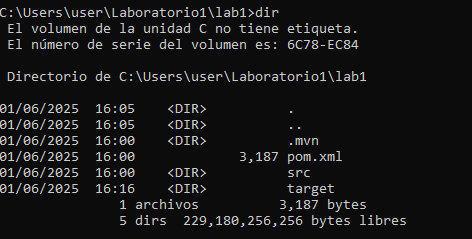 C:\Users\user\Laboratorio1\lab1>dir
El volumen de la unidad C no tiene etiqueta.
El número de serie del volumen es: 6C78-EC84
Directorio de C:\Users\user\Laboratorio1\lab1
01/06/2025 16:05 <DIR> .
01/06/2025 16:05 <DIR> ..
01/06/2025 16:00 <DIR> .mvn
01/06/2025 16:00 3,187 pom.xml
01/06/2025 16:00 <DIR> src
01/06/2025 16:16 <DIR> target
1 archivos 3,187 bytes
5 dirs 229,180,256,256 bytes libres